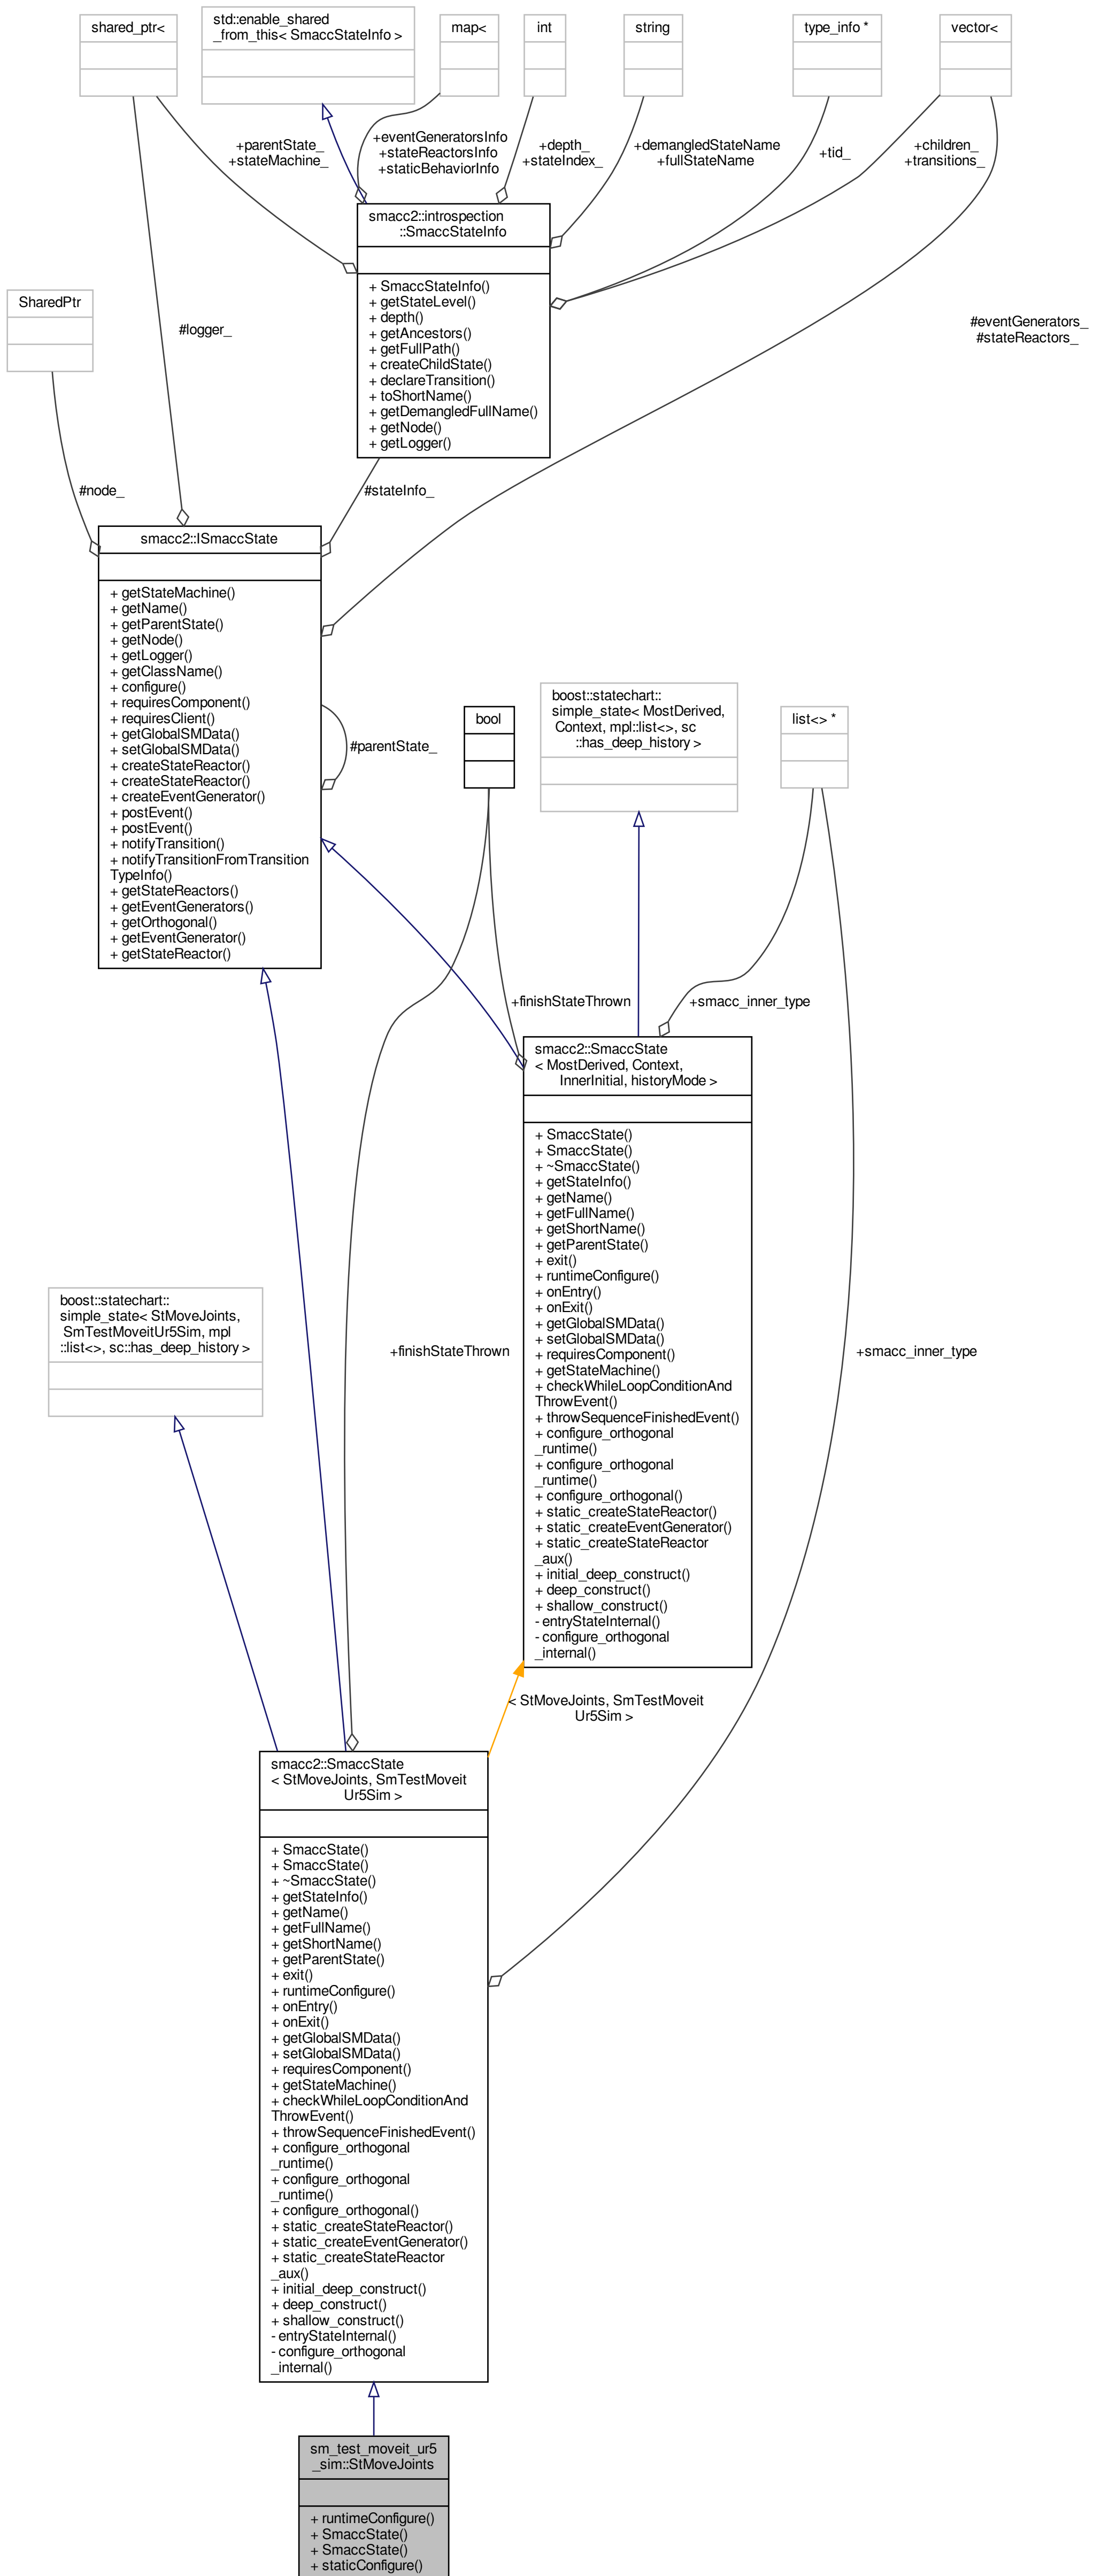 shared_ptr<
std::enable_shared
_from_this< SmaccStateInfo >
map<
int
string
type_info *
vector<
+parentState_
+stateMachine_
+eventGeneratorsInfo
+stateReactorsInfo
+staticBehaviorInfo
+depth_
+stateIndex_
+demangledStateName
+fullStateName
+tid_
+children_
+transitions_
smacc2::introspection
::SmaccStateInfo
+ SmaccStateInfo()
+ getStateLevel()
+ depth()
+ getAncestors()
+ getFullPath()
+ createChildState()
+ declareTransition()
+ toShortName()
+ getDemangledFullName()
+ getNode()
+ getLogger()
SharedPtr
#logger_
#eventGenerators_
#stateReactors_
#node_
#stateInfo_
smacc2::ISmaccState
+ getStateMachine()
+ getName()
+ getParentState()
+ getNode()
+ getLogger()
+ getClassName()
+ configure()
+ requiresComponent()
+ requiresClient()
+ getGlobalSMData()
+ setGlobalSMData()
+ createStateReactor()
+ createStateReactor()
+ createEventGenerator()
+ postEvent()
+ postEvent()
+ notifyTransition()
+ notifyTransitionFromTransition
TypeInfo()
+ getStateReactors()
+ getEventGenerators()
+ getOrthogonal()
+ getEventGenerator()
+ getStateReactor()
#parentState_
bool
boost::statechart::
simple_state< MostDerived,
Context, mpl::list<>, sc
::has_deep_history >
list<> *
+finishStateThrown
+smacc_inner_type
smacc2::SmaccState
< MostDerived, Context,
InnerInitial, historyMode >
+ SmaccState()
+ SmaccState()
+ ~SmaccState()
+ getStateInfo()
+ getName()
+ getFullName()
+ getShortName()
+ getParentState()
+ exit()
+ runtimeConfigure()
+ onEntry()
+ onExit()
+ getGlobalSMData()
+ setGlobalSMData()
+ requiresComponent()
+ getStateMachine()
+ checkWhileLoopConditionAnd
ThrowEvent()
+ throwSequenceFinishedEvent()
+ configure_orthogonal
_runtime()
+ configure_orthogonal
_runtime()
+ configure_orthogonal()
+ static_createStateReactor()
+ static_createEventGenerator()
+ static_createStateReactor
_aux()
+ initial_deep_construct()
+ deep_construct()
+ shallow_construct()
- entryStateInternal()
- configure_orthogonal
_internal()
boost::statechart::
simple_state< StMoveJoints,
SmTestMoveitUr5Sim, mpl
::list<>, sc::has_deep_history >
+finishStateThrown
+smacc_inner_type
< StMoveJoints, SmTestMoveit
Ur5Sim >
smacc2::SmaccState
< StMoveJoints, SmTestMoveit
Ur5Sim >
+ SmaccState()
+ SmaccState()
+ ~SmaccState()
+ getStateInfo()
+ getName()
+ getFullName()
+ getShortName()
+ getParentState()
+ exit()
+ runtimeConfigure()
+ onEntry()
+ onExit()
+ getGlobalSMData()
+ setGlobalSMData()
+ requiresComponent()
+ getStateMachine()
+ checkWhileLoopConditionAnd
ThrowEvent()
+ throwSequenceFinishedEvent()
+ configure_orthogonal
_runtime()
+ configure_orthogonal
_runtime()
+ configure_orthogonal()
+ static_createStateReactor()
+ static_createEventGenerator()
+ static_createStateReactor
_aux()
+ initial_deep_construct()
+ deep_construct()
+ shallow_construct()
- entryStateInternal()
- configure_orthogonal
_internal()
sm_test_moveit_ur5
_sim::StMoveJoints
+ runtimeConfigure()
+ SmaccState()
+ SmaccState()
+ staticConfigure()